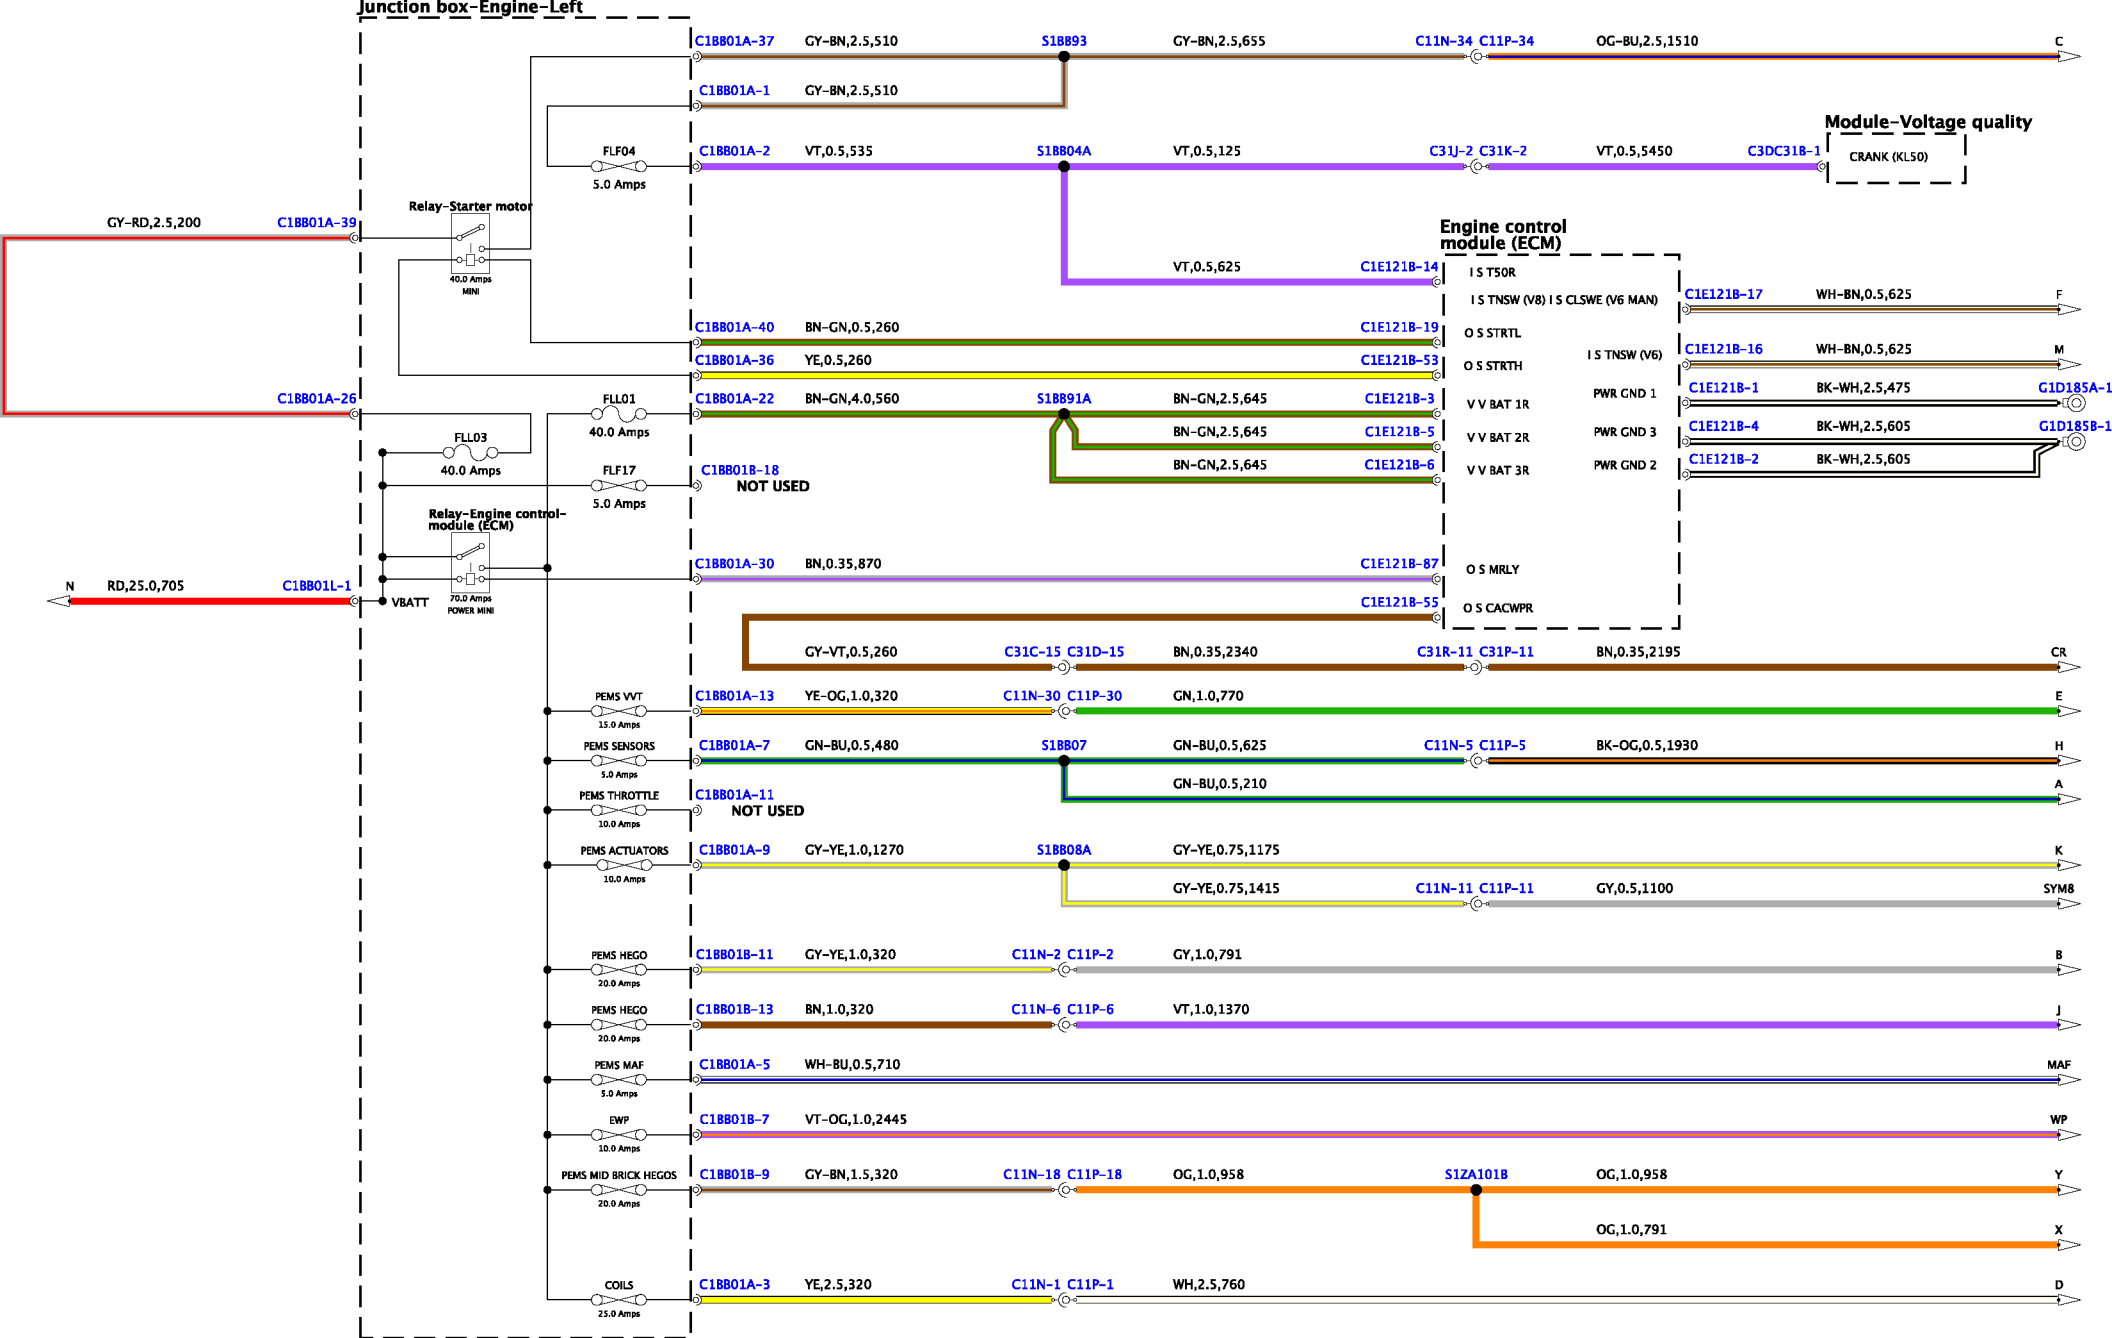 Junction box-Engine-Left
C1BB01A-37 GY-BN,2.5,510 S1BB93 GY-BN,2.5,655 C11N-34 C11P-34 OG-BU,2.5,1510 C
C1BB01A-1 GY-BN,2.5,510
Module-Voltage quality
FLF04 C1BB01A-2 VT,0.5,535 S1BB04A VT,0.5,125 C31J-2 C31K-2 VT,0.5,5450 C3DC31B-1 CRANK (KL50)
5.0 Amps
Relay-Starter motor
GY-RD,2.5,200 C1BB01A-39
Engine control
module (ECM)
VT,0.5,625 C1E121B-14 I S T50R
40.0 Amps
MINI
I S TNSW (V8) I S CLSWE (V6 MAN) C1E121B-17 WH-BN,0.5,625 F
C1BB01A-40 BN-GN,0.5,260 C1E121B-19 O S STRTL
I S TNSW (V6) C1E121B-16 WH-BN,0.5,625 M
C1BB01A-36 YE,0.5,260 C1E121B-53 O S STRTH
PWR GND 1 C1E121B-1 BK-WH,2.5,475 G1D185A-1
C1BB01A-26 FLL01 C1BB01A-22 BN-GN,4.0,560 S1BB91A BN-GN,2.5,645 C1E121B-3 V V BAT 1R
40.0 Amps
PWR GND 3 C1E121B-4 BK-WH,2.5,605 G1D185B-1
FLL03 BN-GN,2.5,645 C1E121B-5 V V BAT 2R
40.0 Amps
PWR GND 2 C1E121B-2 BK-WH,2.5,605
FLF17 C1BB01B-18 BN-GN,2.5,645 C1E121B-6 V V BAT 3R
NOT USED
5.0 Amps
Relay-Engine control-
module (ECM)
C1BB01A-30 BN,0.35,870 C1E121B-87 O S MRLY
N RD,25.0,705 C1BB01L-1 VBATT
70.0 Amps
POWER MINI
C1E121B-55 O S CACWPR
GY-VT,0.5,260 C31C-15 C31D-15 BN,0.35,2340 C31R-11 C31P-11 BN,0.35,2195 CR
PEMS VVT C1BB01A-13 YE-OG,1.0,320 C11N-30 C11P-30 GN,1.0,770 E
15.0 Amps
PEMS SENSORS C1BB01A-7 GN-BU,0.5,480 S1BB07 GN-BU,0.5,625 C11N-5 C11P-5 BK-OG,0.5,1930 H
5.0 Amps
GN-BU,0.5,210 A
PEMS THROTTLE C1BB01A-11
NOT USED
10.0 Amps
PEMS ACTUATORS C1BB01A-9 GY-YE,1.0,1270 S1BB08A GY-YE,0.75,1175 K
10.0 Amps
GY-YE,0.75,1415 C11N-11 C11P-11 GY,0.5,1100 SYM8
PEMS HEGO C1BB01B-11 GY-YE,1.0,320 C11N-2 C11P-2 GY,1.0,791 B
20.0 Amps
PEMS HEGO C1BB01B-13 BN,1.0,320 C11N-6 C11P-6 VT,1.0,1370 J
20.0 Amps
PEMS MAF C1BB01A-5 WH-BU,0.5,710 MAF
5.0 Amps
EWP C1BB01B-7 VT-OG,1.0,2445 WP
10.0 Amps
PEMS MID BRICK HEGOS C1BB01B-9 GY-BN,1.5,320 C11N-18 C11P-18 OG,1.0,958 S1ZA101B OG,1.0,958 Y
20.0 Amps
OG,1.0,791 X
COILS C1BB01A-3 YE,2.5,320 C11N-1 C11P-1 WH,2.5,760 D
25.0 Amps